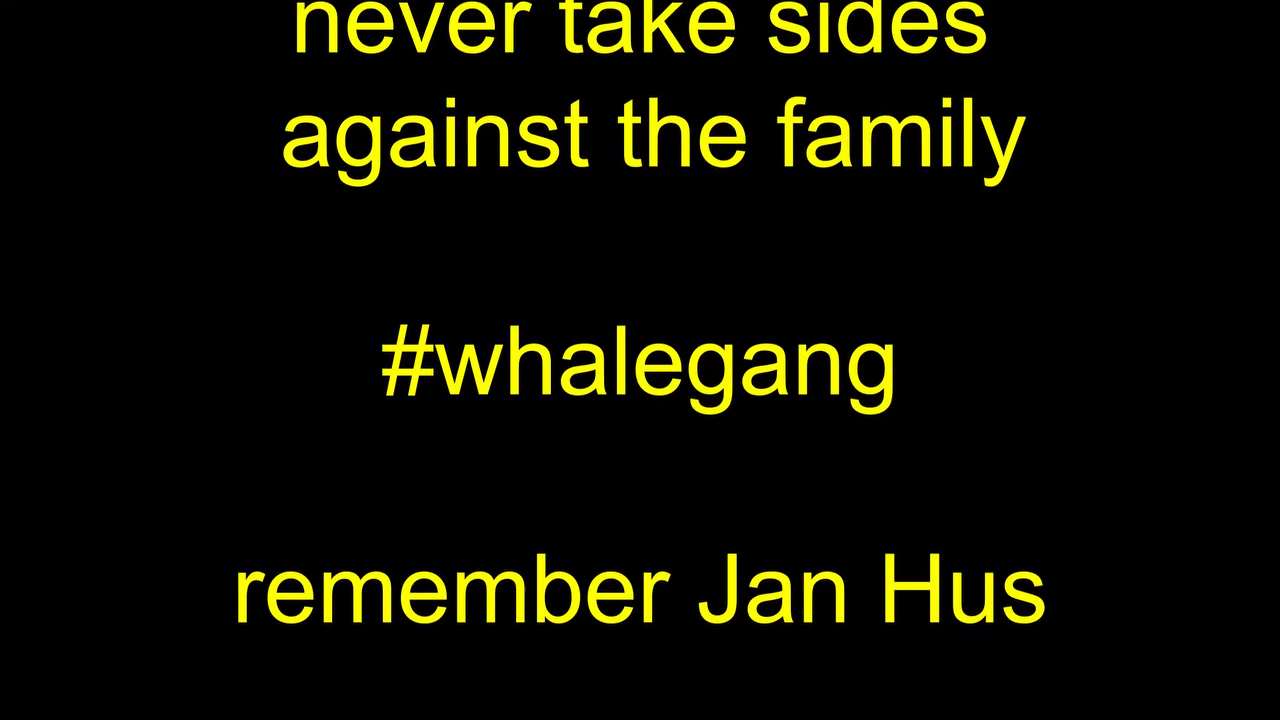 never take sides
against the family
#whalegang
remember Jan Hus